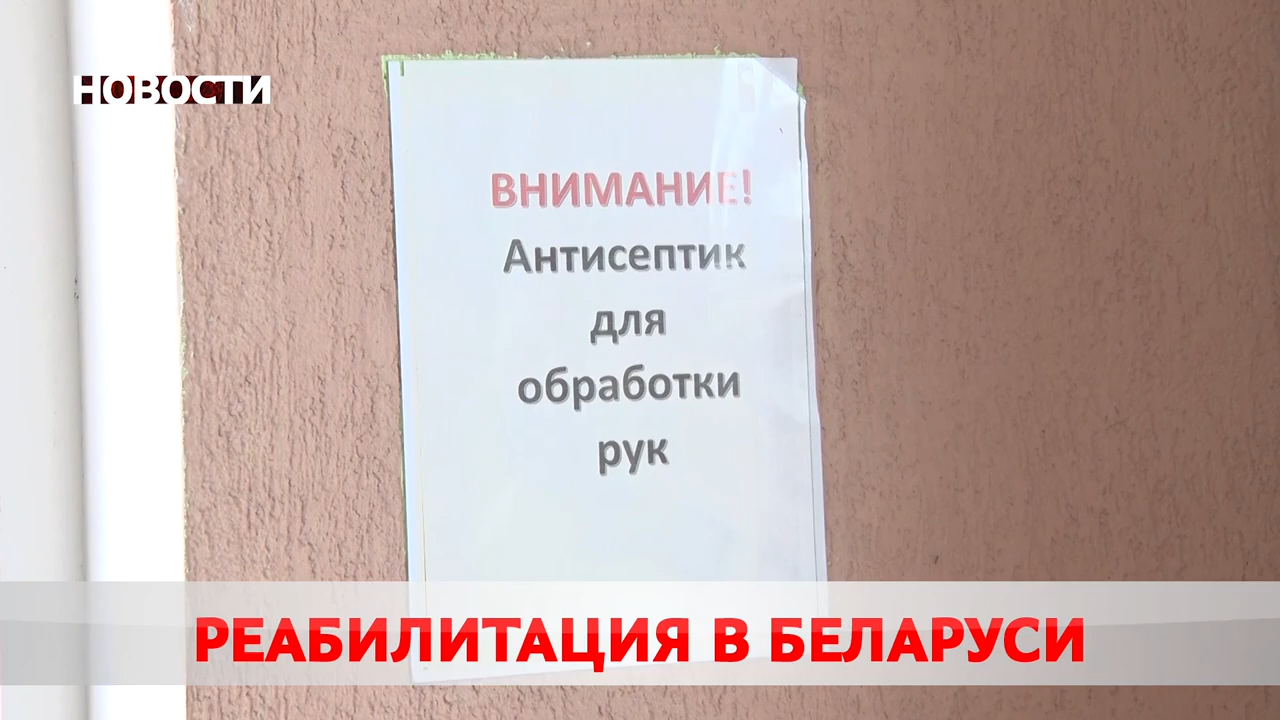 НОВОСТИ
ВНИМАНИЕ!
Антисептик
для
обработки
рук
РЕАБИЛИТАЦИЯ В БЕЛАРУСИ